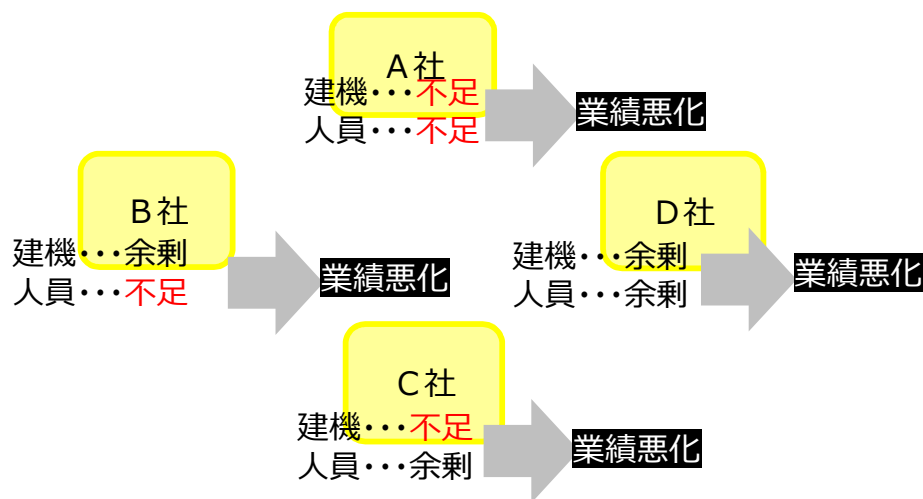 A社
建機･･･不足
人員･･･不足
業績悪化
B社
建機･･･余剰
人員･･･不足
業績悪化
D社
建機･･･余剰
人員･･･余剰
業績悪化
C社
建機･･･不足
人員･･･余剰
業績悪化